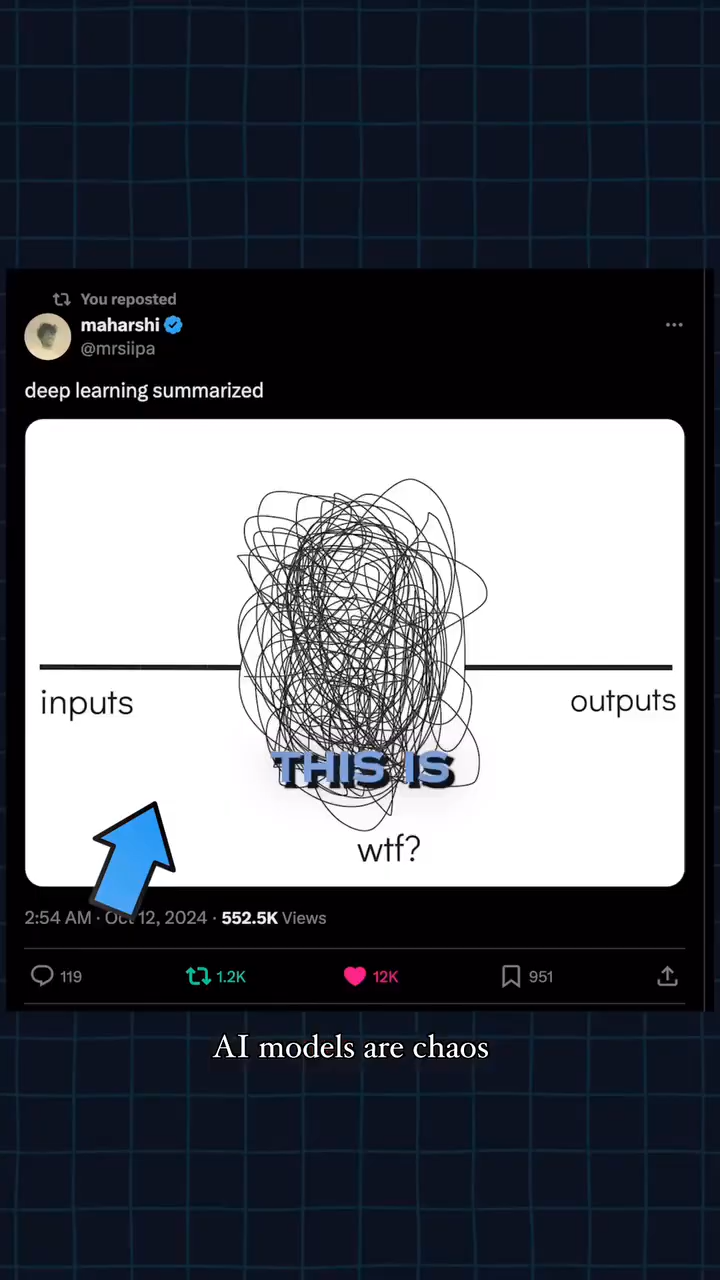 You reposted
maharshi
@mrsiipa
deep learning summarized
inputs
outputs
THIS IS
wtf?
2:54 AM · Oct 12, 2024 · 552.5K Views
119 1.2K 12K 951
AI models are chaos